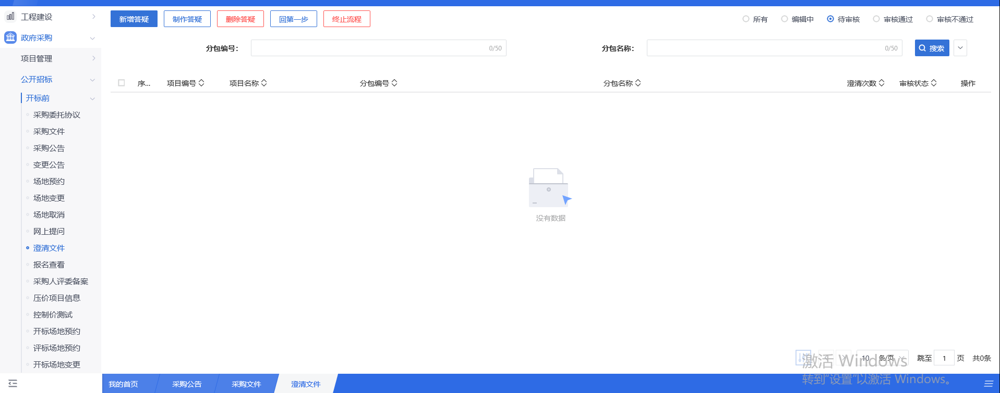 工程建设
政府采购
项目管理
公开招标
开标前
采购委托协议
采购文件
采购公告
变更公告
场地预约
场地变更
场地取消
网上提问
澄清文件
报名查看
采购人评委备案
压价项目信息
控制价测试
开标场地预约
评标场地预约
开标场地变更
新增答疑 制作答疑 删除答疑 回第一步 终止流程 所有 编辑中 待审核 审核通过 审核不通过
分包编号： 0/50 分包名称： 0/50 搜索
序... 项目编号 项目名称 分包编号 分包名称 澄清次数 审核状态 操作
没有数据
10 条/页 跳至 1 页 共0条
激活 Windows
转到"设置"以激活 Windows。
我的首页 采购公告 采购文件 澄清文件